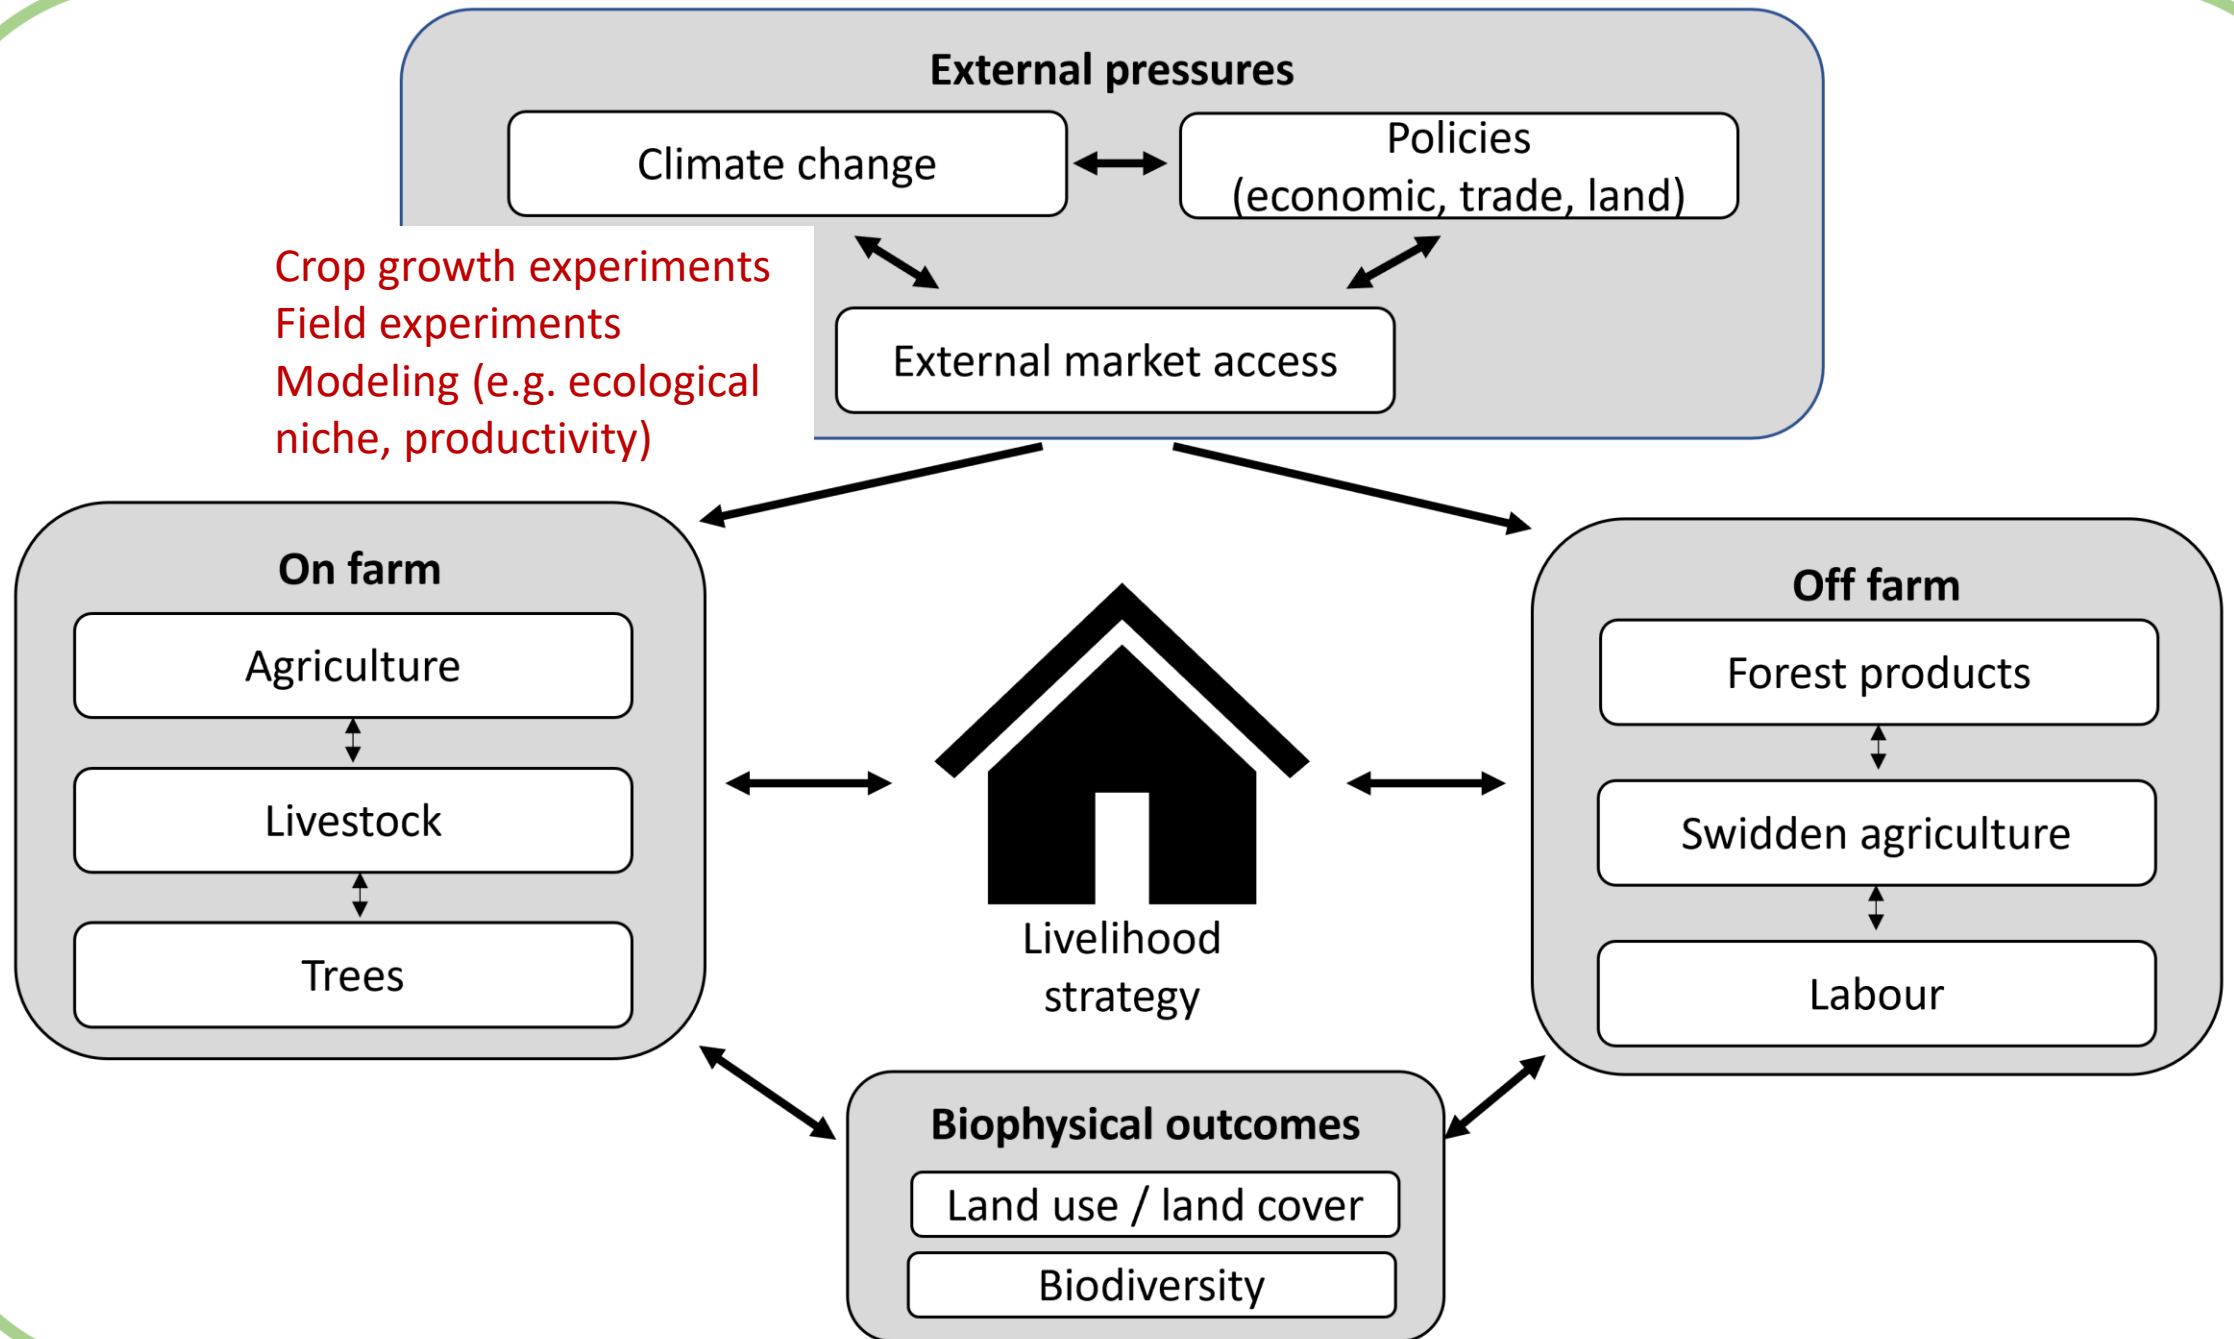 External pressures
Climate change
Policies
(economic, trade, land)
Crop growth experiments
Field experiments
Modeling (e.g. ecological
niche, productivity)
External market access
On farm
Agriculture
Livestock
Trees
Livelihood
strategy
Off farm
Forest products
Swidden agriculture
Labour
Biophysical outcomes
Land use / land cover
Biodiversity